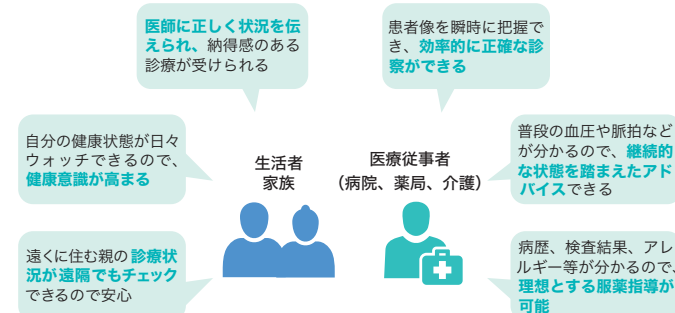 医師に正しく状況を伝
えられ、納得感のある
診療が受けられる
患者像を瞬時に把握で
き、効率的に正確な診
察ができる
自分の健康状態が日々
ウォッチできるので、
健康意識が高まる
生活者
家族
医療従事者
(病院、薬局、介護)
普段の血圧や脈拍など
が分かるので、継続的
な状態を踏まえたアド
バイスできる
遠くに住む親の診療状
況が遠隔でもチェック
できるので安心
病歴、検査結果、アレ
ルギー等が分かるので、
理想とする服薬指導が
可能